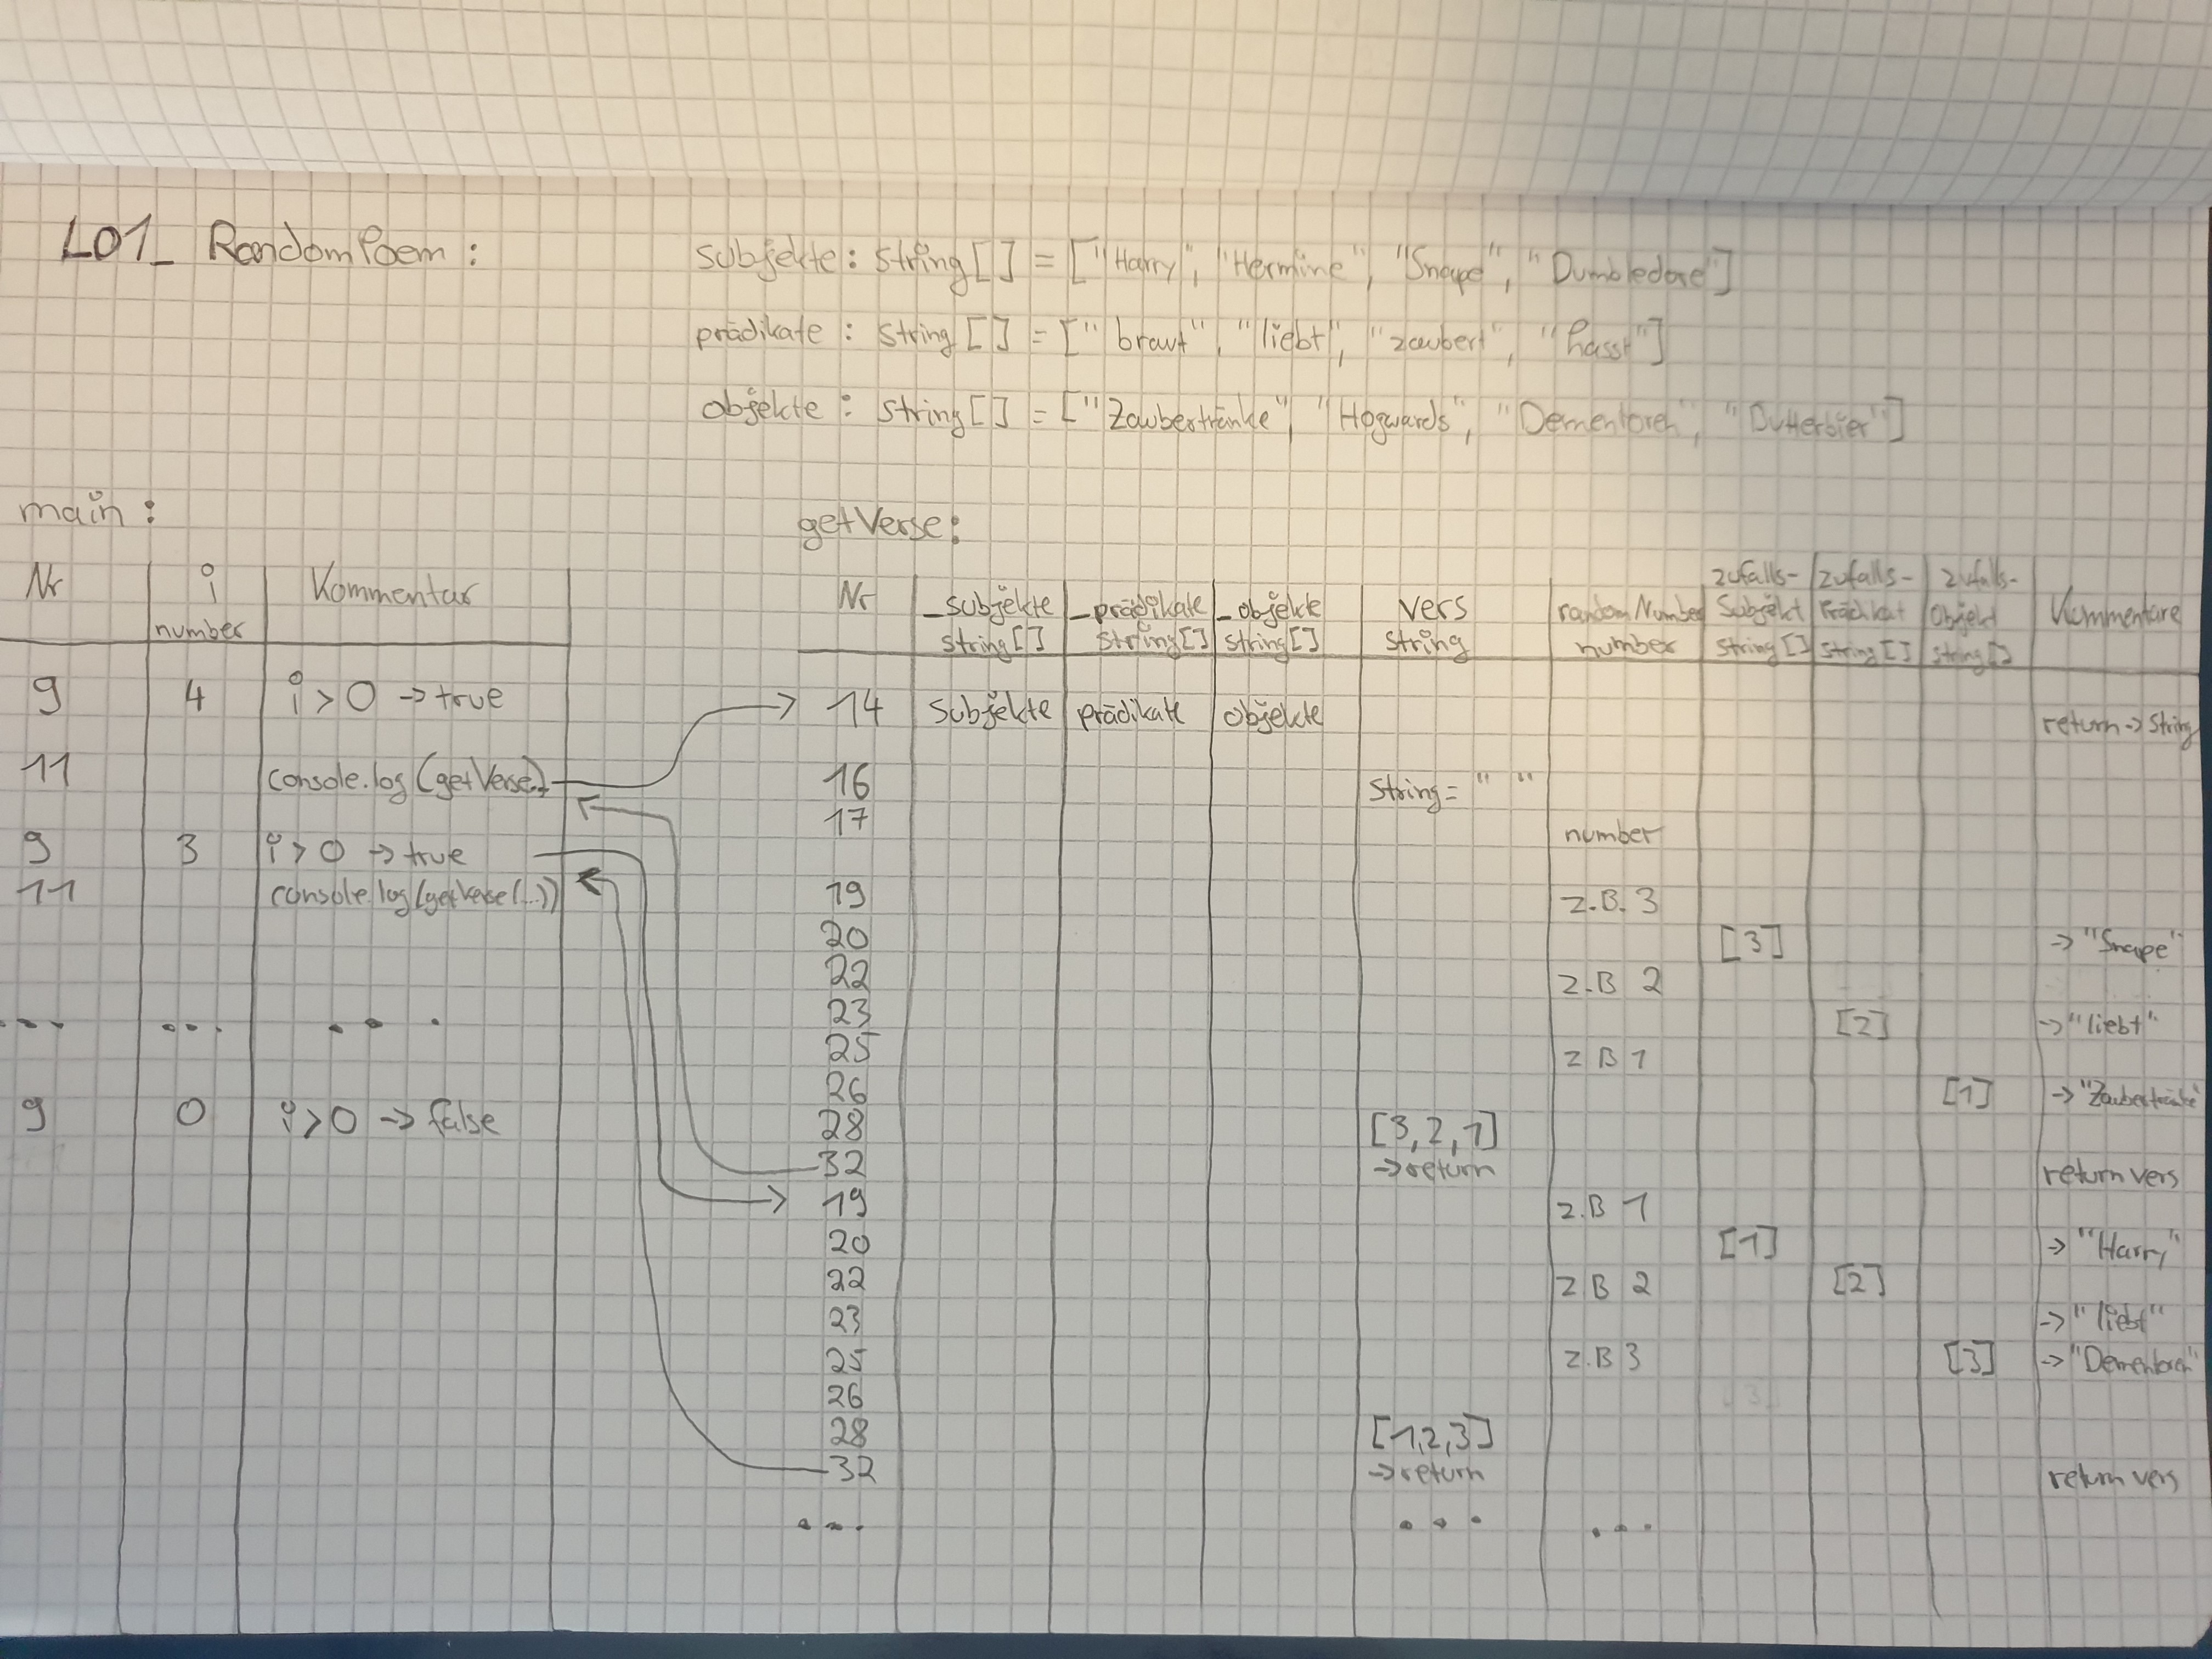 L01_ RandomPoem :
subjekte : string [ ] = ["Harry", "Hermine", "Snape", "Dumbledore"]
prädikate : string [ ] = ["braut", "liebt", "zaubert", "hasst"]
objekte : string [ ] = ["Zaubertränke", "Hogwards", "Dementoren", "Butterbier"]
main :
Nr | i number | Kommentar
9 | 4 | i > 0 -> true
11 | console.log (getVerse..)
9 | 3 | i > 0 -> true
11 | console.log (getVerse(...))
... | ... | ...
9 | 0 | i > 0 -> false
getVerse:
Nr | _subjekte string[] | _prädikate string[] | _objekte string[] | vers string | randomNumber number | zufalls- Subjekt string[] | zufalls- Prädikat string[] | zufalls- Objekt string[] | Kommentare
14 | subjekte | prädikate | objekte | return -> string
16 | string = " "
17 | number
19 | z.B. 3
20 | [3] | -> "Snape"
22 | z.B 2
23 | [2] | -> "liebt"
25 | z B 1
26 | [1] | -> "Zaubertränke"
28 | [3,2,1]
32 | -> return | return vers
19 | z.B 1
20 | [1] | -> "Harry"
22 | z B 2 | [2]
23 | -> "liebt"
25 | z.B 3 | [3] | -> "Dementoren"
26
28 | [1,2,3]
32 | -> return | return vers
... | ... | ...